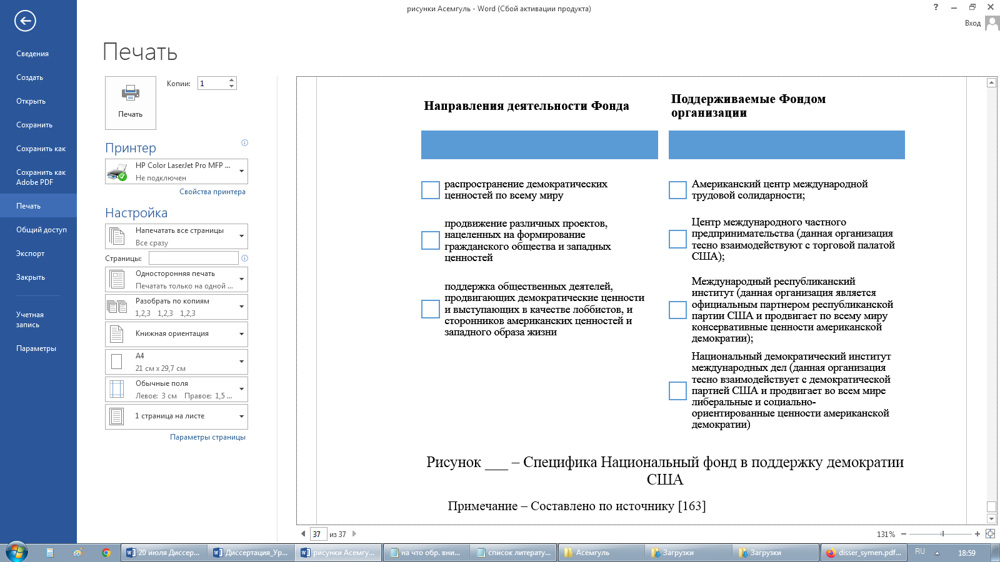 рисунки Асемгуль - Word (Сбой активации продукта)
?
Вход
Сведения
Создать
Открыть
Сохранить
Сохранить как
Сохранить как
Adobe PDF
Печать
Общий доступ
Экспорт
Закрыть
Учетная
запись
Параметры
Печать
Печать
Копии: 1
Принтер
HP Color LaserJet Pro MFP ...
Не подключен
Свойства принтера
Настройка
Напечатать все страницы
Все сразу
Страницы:
Односторонняя печать
Печатать только на одной ...
Разобрать по копиям
1,2,3 1,2,3 1,2,3
Книжная ориентация
A4
21 см x 29,7 см
Обычные поля
Левое: 3 см Правое: 1,5 ...
1 страница на листе
Параметры страницы
Направления деятельности Фонда
распространение демократических
ценностей по всему миру
продвижение различных проектов,
нацеленных на формирование
гражданского общества и западных
ценностей
поддержка общественных деятелей,
продвигающих демократические ценности
и выступающих в качестве лоббистов, и
сторонников американских ценностей и
западного образа жизни
Поддерживаемые Фондом
организации
Американский центр международной
трудовой солидарности;
Центр международного частного
предпринимательства (данная организация
тесно взаимодействуют с торговой палатой
США);
Международный республиканский
институт (данная организация является
официальным партнером республиканской
партии США и продвигает по всему миру
консервативные ценности американской
демократии);
Национальный демократический институт
международных дел (данная организация
тесно взаимодействует с демократической
партией США и продвигает во всем мире
либеральные и социально-
ориентированные ценности американской
демократии)
Рисунок ___ – Специфика Национальный фонд в поддержку демократии
США
Примечание – Составлено по источнику [163]
37 из 37
131%
20 июля Диссер...
Диссертация_Ур...
рисунки Асемгу...
на что обр. вни...
список литерату...
Асемгуль
Загрузки
Загрузки
disser_symen.pdf...
RU
18:59